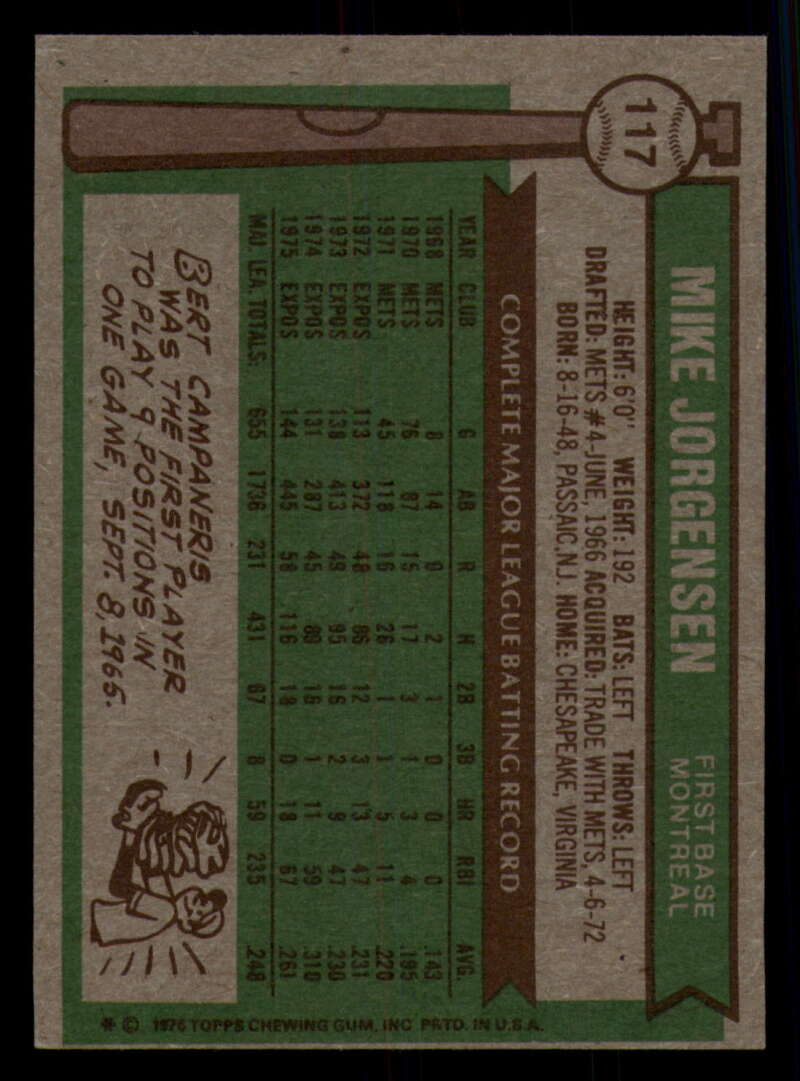 117
MIKE JORGENSEN
FIRST BASE
MONTREAL
HEIGHT: 6'0" WEIGHT: 192 BATS: LEFT THROWS: LEFT
DRAFTED: METS #4-JUNE, 1966 ACQUIRED: TRADE WITH METS, 4-6-72
BORN: 8-16-48, PASSAIC, N.J. HOME: CHESAPEAKE, VIRGINIA
COMPLETE MAJOR LEAGUE BATTING RECORD
YEAR CLUB G AB R H 2B 3B HR RBI AVG.
1968 METS 8 14 0 2 1 0 0 0 .143
1970 METS 76 87 15 17 3 1 3 4 .195
1971 METS 45 118 16 26 1 1 5 11 .220
1972 EXPOS 113 372 48 86 12 3 13 47 .231
1973 EXPOS 138 413 49 95 16 2 9 47 .230
1974 EXPOS 131 287 45 89 16 1 11 59 .310
1975 EXPOS 144 445 58 116 18 0 18 67 .261
MAJ. LEA. TOTALS: 655 1736 231 431 67 8 59 235 .248
BERT CAMPANERIS
WAS THE FIRST PLAYER
TO PLAY 9 POSITIONS IN
ONE GAME, SEPT. 8, 1965.
* © 1976 TOPPS CHEWING GUM, INC. PRTD. IN U.S.A.